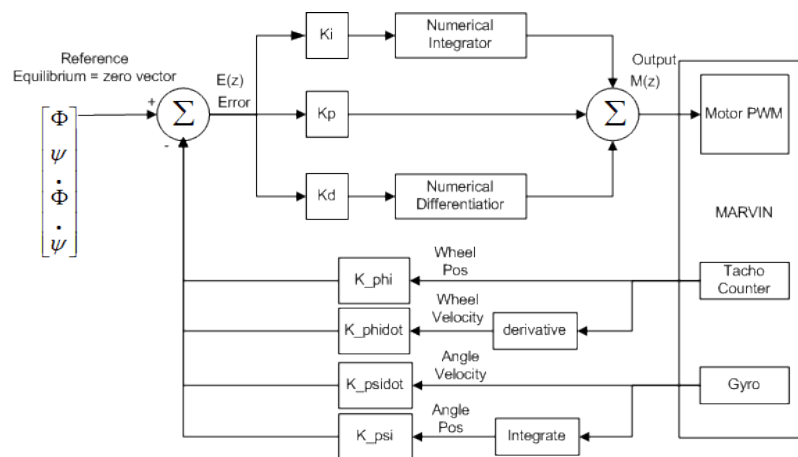 Reference
Equilibrium = zero vector
+
Σ
-
Φ
ψ
Φ̇
ψ̇
E(z)
Error
Ki
Numerical
Integrator
Kp
Kd
Numerical
Differentiatior
Σ
Output
M(z)
Motor PWM
MARVIN
Tacho
Counter
Gyro
Wheel
Pos
K_phi
Wheel
Velocity
K_phidot
derivative
Angle
Velocity
K_psidot
Angle
Pos
K_psi
Integrate